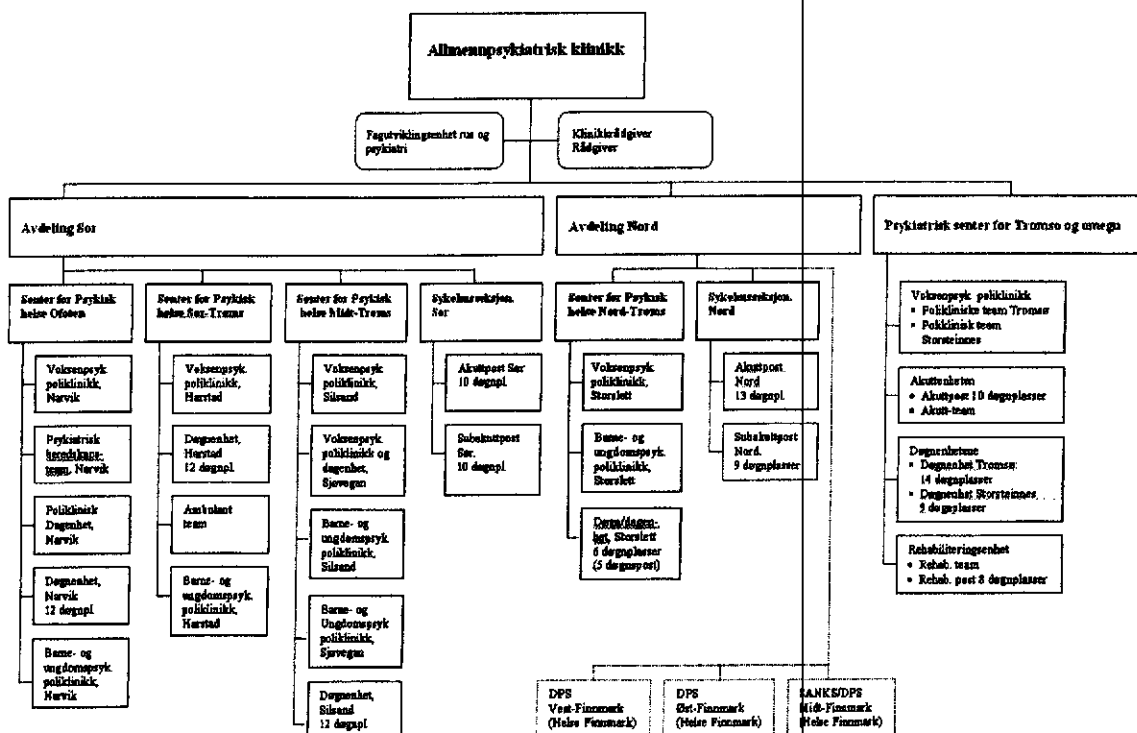 Allmennpsykiatrisk klinikk
Fagutviklingsenhet rus og
psykiatri
Klinikkrådgiver
Rådgiver
Avdeling Sør
Avdeling Nord
Psykiatrisk senter for Tromsø og omegn
Senter for Psykisk
helse Ofoten
Voksenpsyk.
poliklinikk,
Narvik
Psykiatrisk
beredskaps-
team, Narvik
Poliklinisk
Dagenhet,
Narvik
Døgnenhet,
Narvik
12 døgnpl.
Barne- og
ungdomspsyk.
poliklinikk,
Narvik
Senter for Psykisk
helse Sør-Troms
Voksenpsyk.
poliklinikk,
Harstad
Døgnenhet,
Harstad
12 døgnpl.
Ambulant
team
Barne- og
ungdomspsyk.
poliklinikk,
Harstad
Senter for Psykisk
helse Midt-Troms
Voksenpsyk.
poliklinikk,
Silsand
Voksenpsyk.
poliklinikk og
dagenhet,
Sjøvegan
Barne- og
ungdomspsyk.
poliklinikk,
Silsand
Barne- og
Ungdomspsyk.
poliklinikk,
Sjøvegan
Døgnenhet,
Silsand
12 døgnpl.
Sykehusseksjon.
Sør
Akuttpost Sør
10 døgnpl.
Subakuttpost
Sør.
10 døgnpl.
Senter for Psykisk
helse Nord-Troms
Voksenpsyk.
poliklinikk,
Storslett
Barne- og
ungdomspsyk.
poliklinikk,
Storslett
Døgn/dagen-
het, Storslett
6 døgnplasser
(5 døgnspost)
Sykehusseksjon.
Nord
Akuttpost
Nord
13 døgnpl.
Subakuttpost
Nord.
9 døgnplasser
Voksenpsyk. poliklinikk
▪ Polikliniske team Tromsø
▪ Poliklinisk team
Storsteinnes
Akuttenheten
• Akuttpost 10 døgnplasser
• Akutt-team
Døgnenhetene
▪ Døgnenhet Tromsø:
14 døgnplasser
▪ Døgnenhet Storsteinnes,
9 døgnplasser
Rehabiliteringsenhet
• Rehab. team
• Rehab. post 8 døgnplasser
DPS
Vest-Finnmark
(Helse Finnmark)
DPS
Øst-Finnmark
(Helse Finnmark)
SANKS/DPS
Midt-Finnmark
(Helse Finnmark)